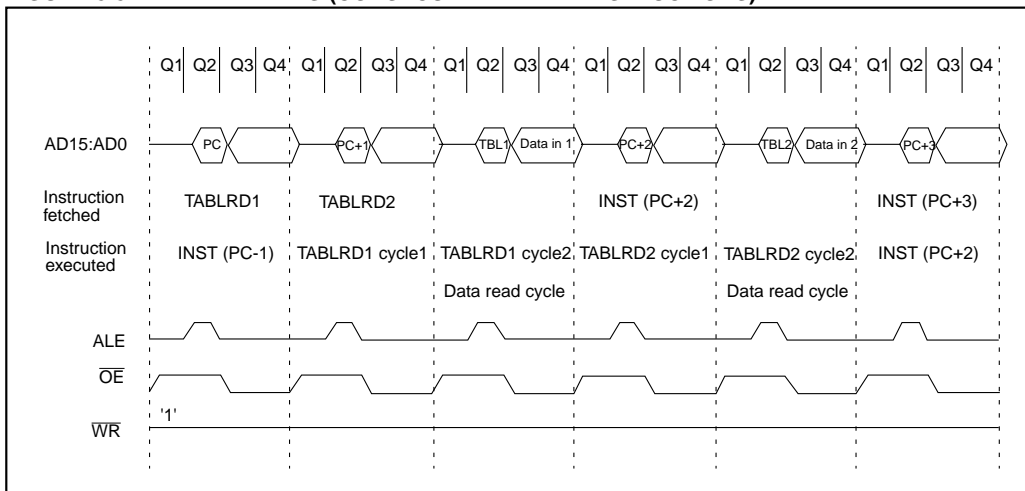 Q1 Q2 Q3 Q4 Q1 Q2 Q3 Q4 Q1 Q2 Q3 Q4 Q1 Q2 Q3 Q4 Q1 Q2 Q3 Q4 Q1 Q2 Q3 Q4
AD15:AD0 PC PC+1 TBL1 Data in 1 PC+2 TBL2 Data in 2 PC+3
Instruction
fetched
TABLRD1 TABLRD2 INST (PC+2) INST (PC+3)
Instruction
executed
INST (PC-1) TABLRD1 cycle1 TABLRD1 cycle2 TABLRD2 cycle1 TABLRD2 cycle2 INST (PC+2)
Data read cycle Data read cycle
ALE
OE
'1'
WR